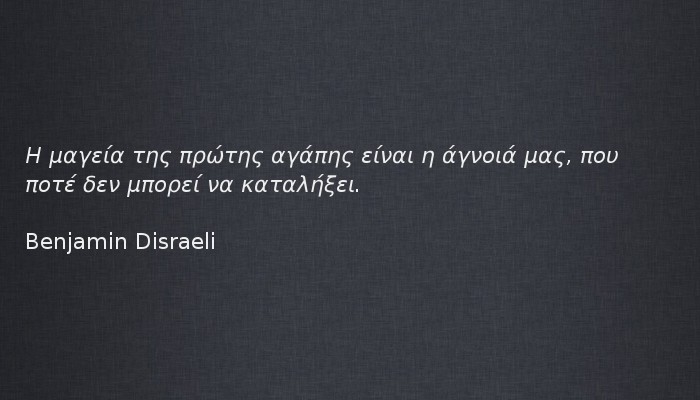 Η μαγεία της πρώτης αγάπης είναι η άγνοιά μας, που
ποτέ δεν μπορεί να καταλήξει.
Benjamin Disraeli